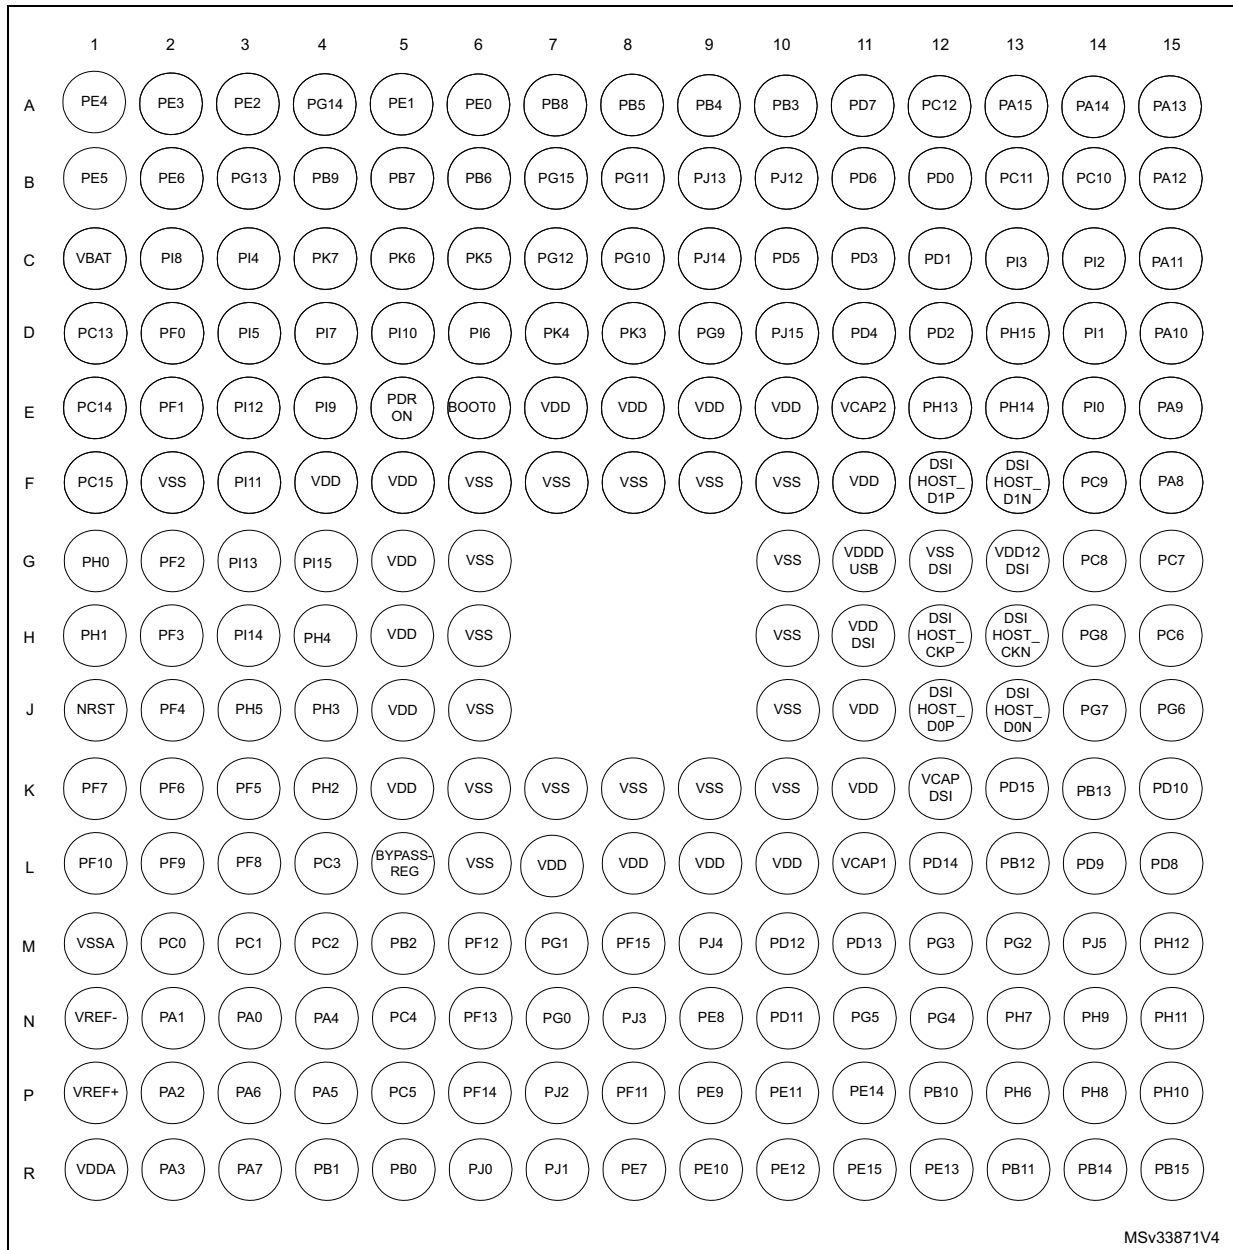 1 2 3 4 5 6 7 8 9 10 11 12 13 14 15
A PE4 PE3 PE2 PG14 PE1 PE0 PB8 PB5 PB4 PB3 PD7 PC12 PA15 PA14 PA13
B PE5 PE6 PG13 PB9 PB7 PB6 PG15 PG11 PJ13 PJ12 PD6 PD0 PC11 PC10 PA12
C VBAT PI8 PI4 PK7 PK6 PK5 PG12 PG10 PJ14 PD5 PD3 PD1 PI3 PI2 PA11
D PC13 PF0 PI5 PI7 PI10 PI6 PK4 PK3 PG9 PJ15 PD4 PD2 PH15 PI1 PA10
E PC14 PF1 PI12 PI9 PDR ON BOOT0 VDD VDD VDD VDD VCAP2 PH13 PH14 PI0 PA9
F PC15 VSS PI11 VDD VDD VSS VSS VSS VSS VSS VDD DSI HOST_ D1P DSI HOST_ D1N PC9 PA8
G PH0 PF2 PI13 PI15 VDD VSS VSS VDDD USB VSS DSI VDD12 DSI PC8 PC7
H PH1 PF3 PI14 PH4 VDD VSS VSS VDD DSI DSI HOST_ CKP DSI HOST_ CKN PG8 PC6
J NRST PF4 PH5 PH3 VDD VSS VSS VDD DSI HOST_ D0P DSI HOST_ D0N PG7 PG6
K PF7 PF6 PF5 PH2 VDD VSS VSS VSS VSS VSS VDD VCAP DSI PD15 PB13 PD10
L PF10 PF9 PF8 PC3 BYPASS- REG VSS VDD VDD VDD VDD VCAP1 PD14 PB12 PD9 PD8
M VSSA PC0 PC1 PC2 PB2 PF12 PG1 PF15 PJ4 PD12 PD13 PG3 PG2 PJ5 PH12
N VREF- PA1 PA0 PA4 PC4 PF13 PG0 PJ3 PE8 PD11 PG5 PG4 PH7 PH9 PH11
P VREF+ PA2 PA6 PA5 PC5 PF14 PJ2 PF11 PE9 PE11 PE14 PB10 PH6 PH8 PH10
R VDDA PA3 PA7 PB1 PB0 PJ0 PJ1 PE7 PE10 PE12 PE15 PE13 PB11 PB14 PB15
MSv33871V4